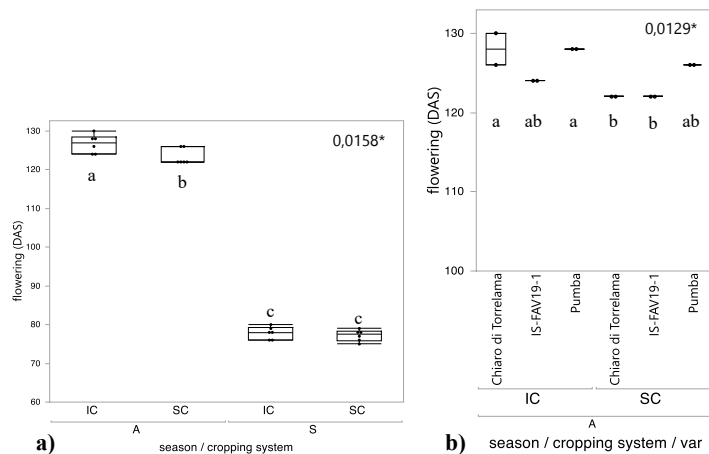 130
120
110
100
90
80
70
60
flowering (DAS)
0,0158*
a
b
c
c
IC
SC
IC
SC
A
S
season / cropping system
a)
130
120
110
100
flowering (DAS)
0,0129*
a
ab
a
b
b
ab
Chiaro di Torrelama
IS-FAV19-1
Pumba
Chiaro di Torrelama
IS-FAV19-1
Pumba
IC
SC
A
season / cropping system / var
b)